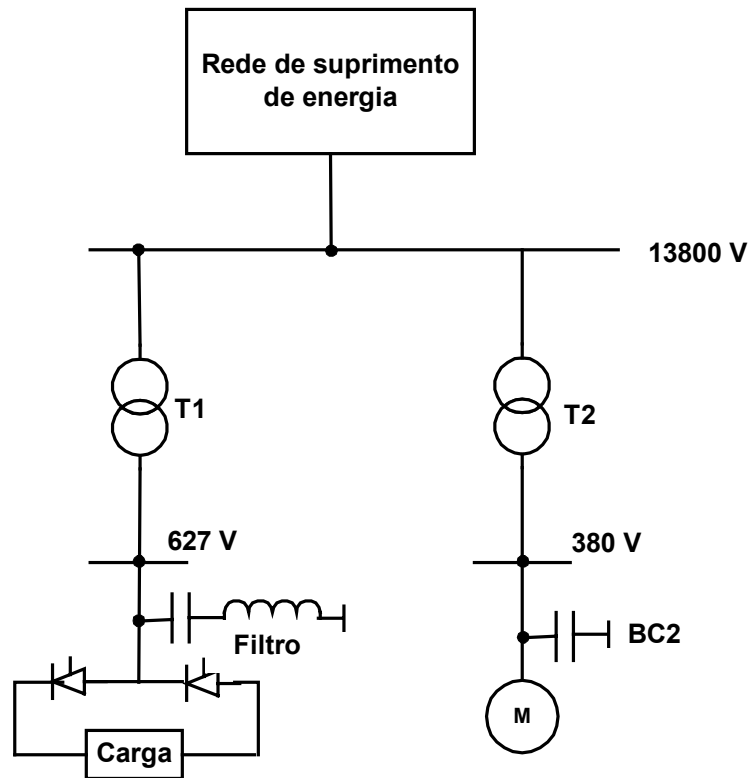 Rede de suprimento
de energia
13800 V
T1
T2
627 V
380 V
Filtro
BC2
M
Carga